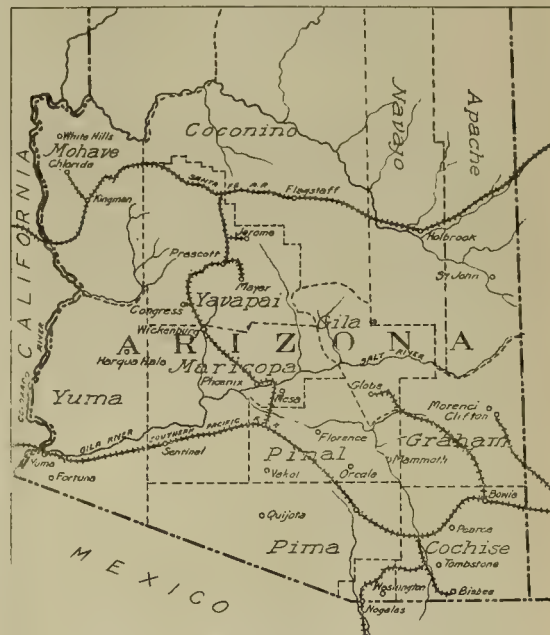 White Hills
Mohave
Chloride
Kingman
CALIFORNIA
COLORADO RIVER
Coconino
Navajo
Apache
SANTA FE R.R.
Flagstaff
Holbrook
St John
Jerome
Prescott
Mayer
Congress
Yavapai
Wickenburg
Gila
ARIZONA
Harqua Hala
Maricopa
SALT RIVER
Yuma
Phoenix
Mesa
Globe
Morenci
Clifton
GILA RIVER
SOUTHERN PACIFIC R.R.
Florence
Graham
Yuma
Sentinel
Pinal
Mammoth
Fortuna
Vekol
Orcale
Bowie
Quijota
Pearce
Pima
Cochise
Tombstone
MEXICO
Washington
Bisbee
Nogales